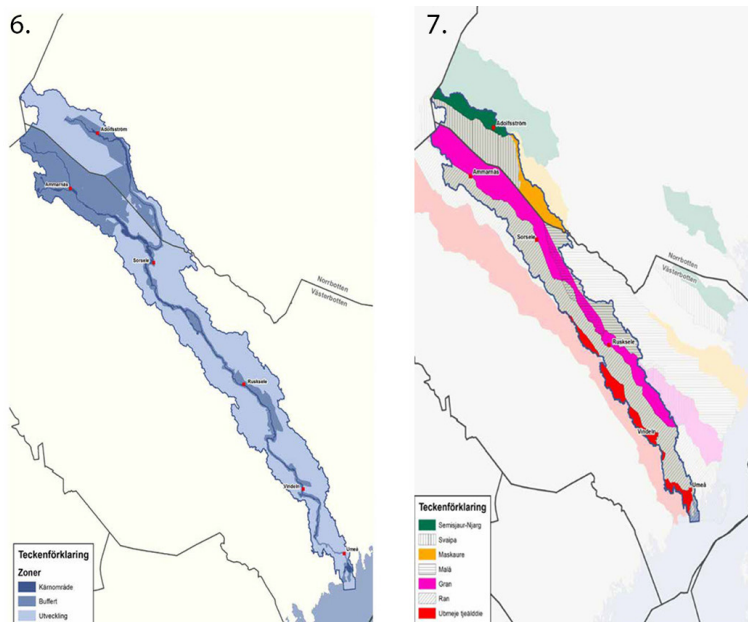 6.
Adolfsström
Ammarnäs
Sorsele
Norrbotten
Västerbotten
Rusksele
Vindeln
Umeå
Teckenförklaring
Zoner
Kärnområde
Buffert
Utveckling
7.
Adolfsström
Ammarnäs
Sorsele
Norrbotten
Västerbotten
Rusksele
Vindeln
Umeå
Teckenförklaring
Semisjaur-Njarg
Svaipa
Maskaure
Malå
Gran
Ran
Ubmeje tjeälddie